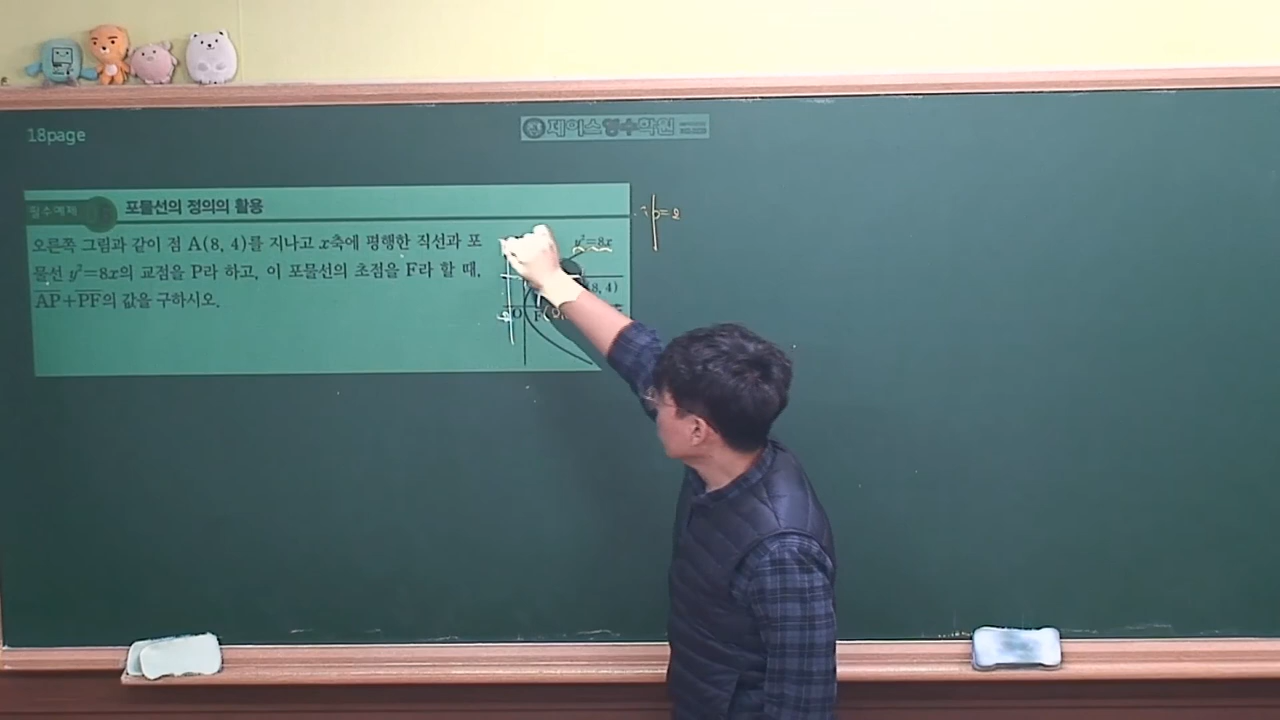 18page
제이스영수학원
필수예제
포물선의 정의의 활용
오른쪽 그림과 같이 점 A(8, 4)를 지나고 x축에 평행한 직선과 포
물선 y²=8x의 교점을 P라 하고, 이 포물선의 초점을 F라 할 때,
AP+PF의 값을 구하시오.
y²=8x
(8, 4)
O
F
p=2